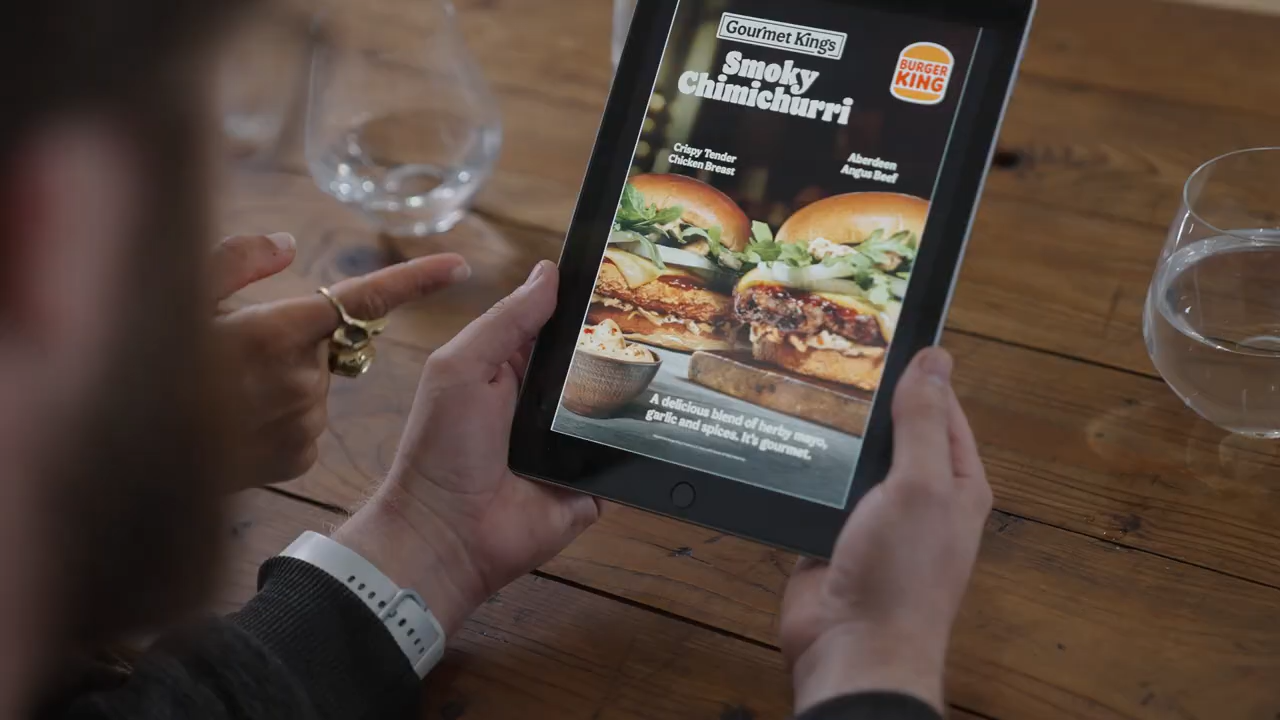 Gourmet Kings
Smoky
Chimichurri
BURGER
KING
Crispy Tender
Chicken Breast
Aberdeen
Angus Beef
A delicious blend of herby mayo,
garlic and spices. It's gourmet.